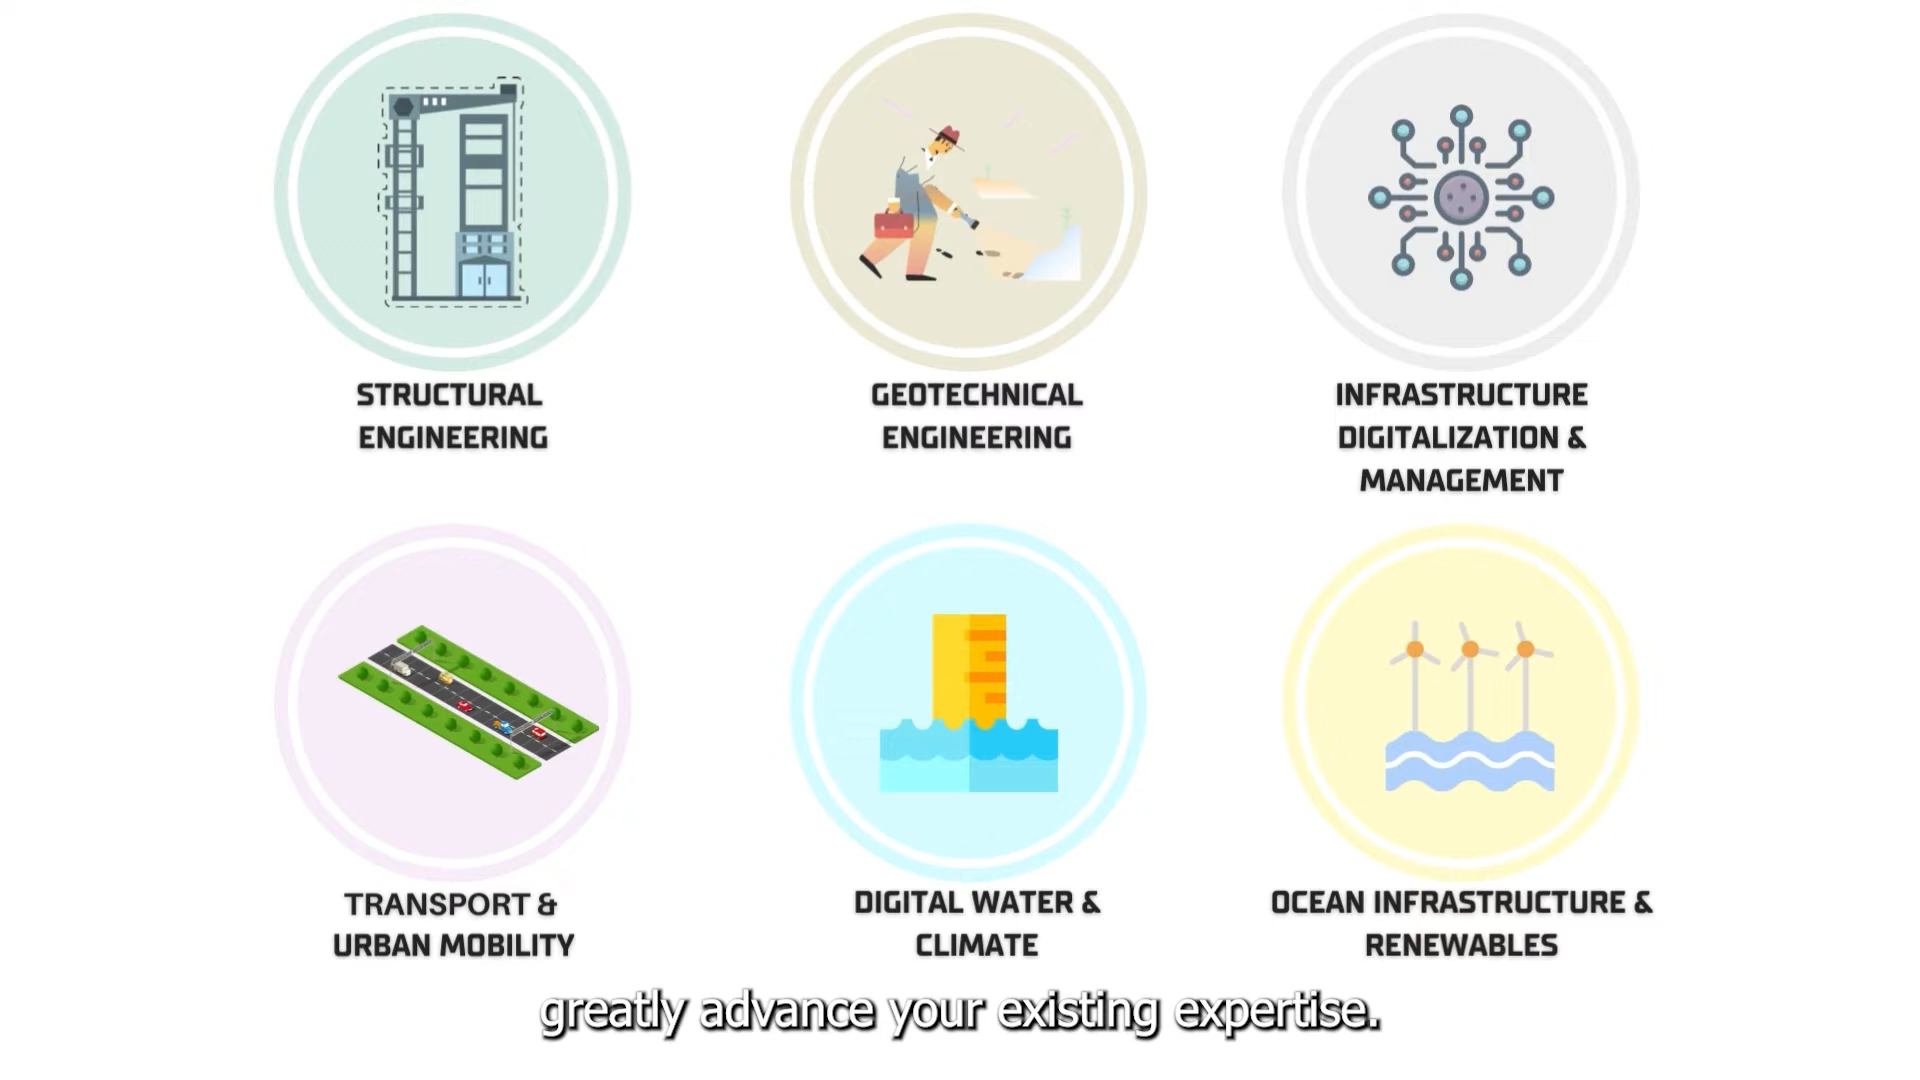 STRUCTURAL
ENGINEERING
GEOTECHNICAL
ENGINEERING
INFRASTRUCTURE
DIGITALIZATION &
MANAGEMENT
TRANSPORT &
URBAN MOBILITY
DIGITAL WATER &
CLIMATE
OCEAN INFRASTRUCTURE &
RENEWABLES
greatly advance your existing expertise.